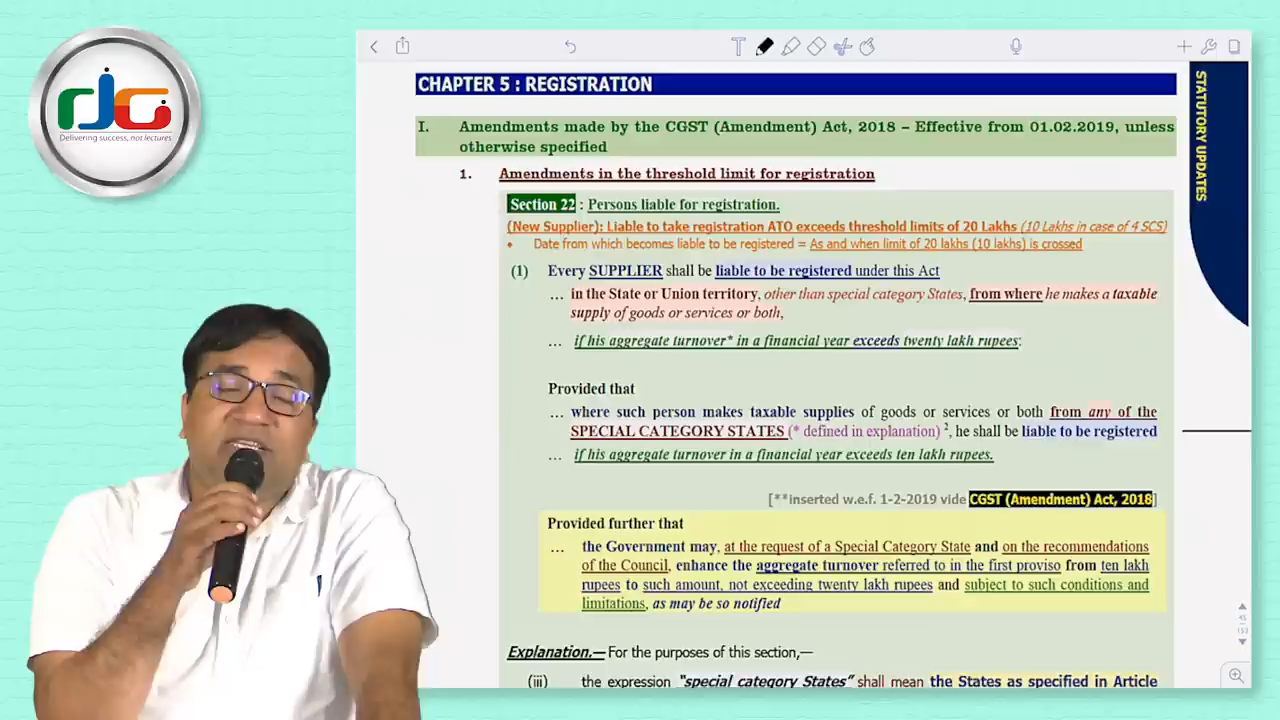 Delivering success, not lectures
CHAPTER 5 : REGISTRATION
I. Amendments made by the CGST (Amendment) Act, 2018 – Effective from 01.02.2019, unless
otherwise specified
1. Amendments in the threshold limit for registration
Section 22 : Persons liable for registration.
(New Supplier): Liable to take registration ATO exceeds threshold limits of 20 Lakhs (10 Lakhs in case of 4 SCS)
• Date from which becomes liable to be registered = As and when limit of 20 lakhs (10 lakhs) is crossed
(1) Every SUPPLIER shall be liable to be registered under this Act
… in the State or Union territory, other than special category States, from where he makes a taxable
supply of goods or services or both,
… if his aggregate turnover* in a financial year exceeds twenty lakh rupees:
Provided that
… where such person makes taxable supplies of goods or services or both from any of the
SPECIAL CATEGORY STATES (* defined in explanation) 2, he shall be liable to be registered
… if his aggregate turnover in a financial year exceeds ten lakh rupees.
[**inserted w.e.f. 1-2-2019 vide CGST (Amendment) Act, 2018]
Provided further that
… the Government may, at the request of a Special Category State and on the recommendations
of the Council, enhance the aggregate turnover referred to in the first proviso from ten lakh
rupees to such amount, not exceeding twenty lakh rupees and subject to such conditions and
limitations, as may be so notified
Explanation.— For the purposes of this section,—
(iii) the expression “special category States” shall mean the States as specified in Article
STATUTORY UPDATES
45
153